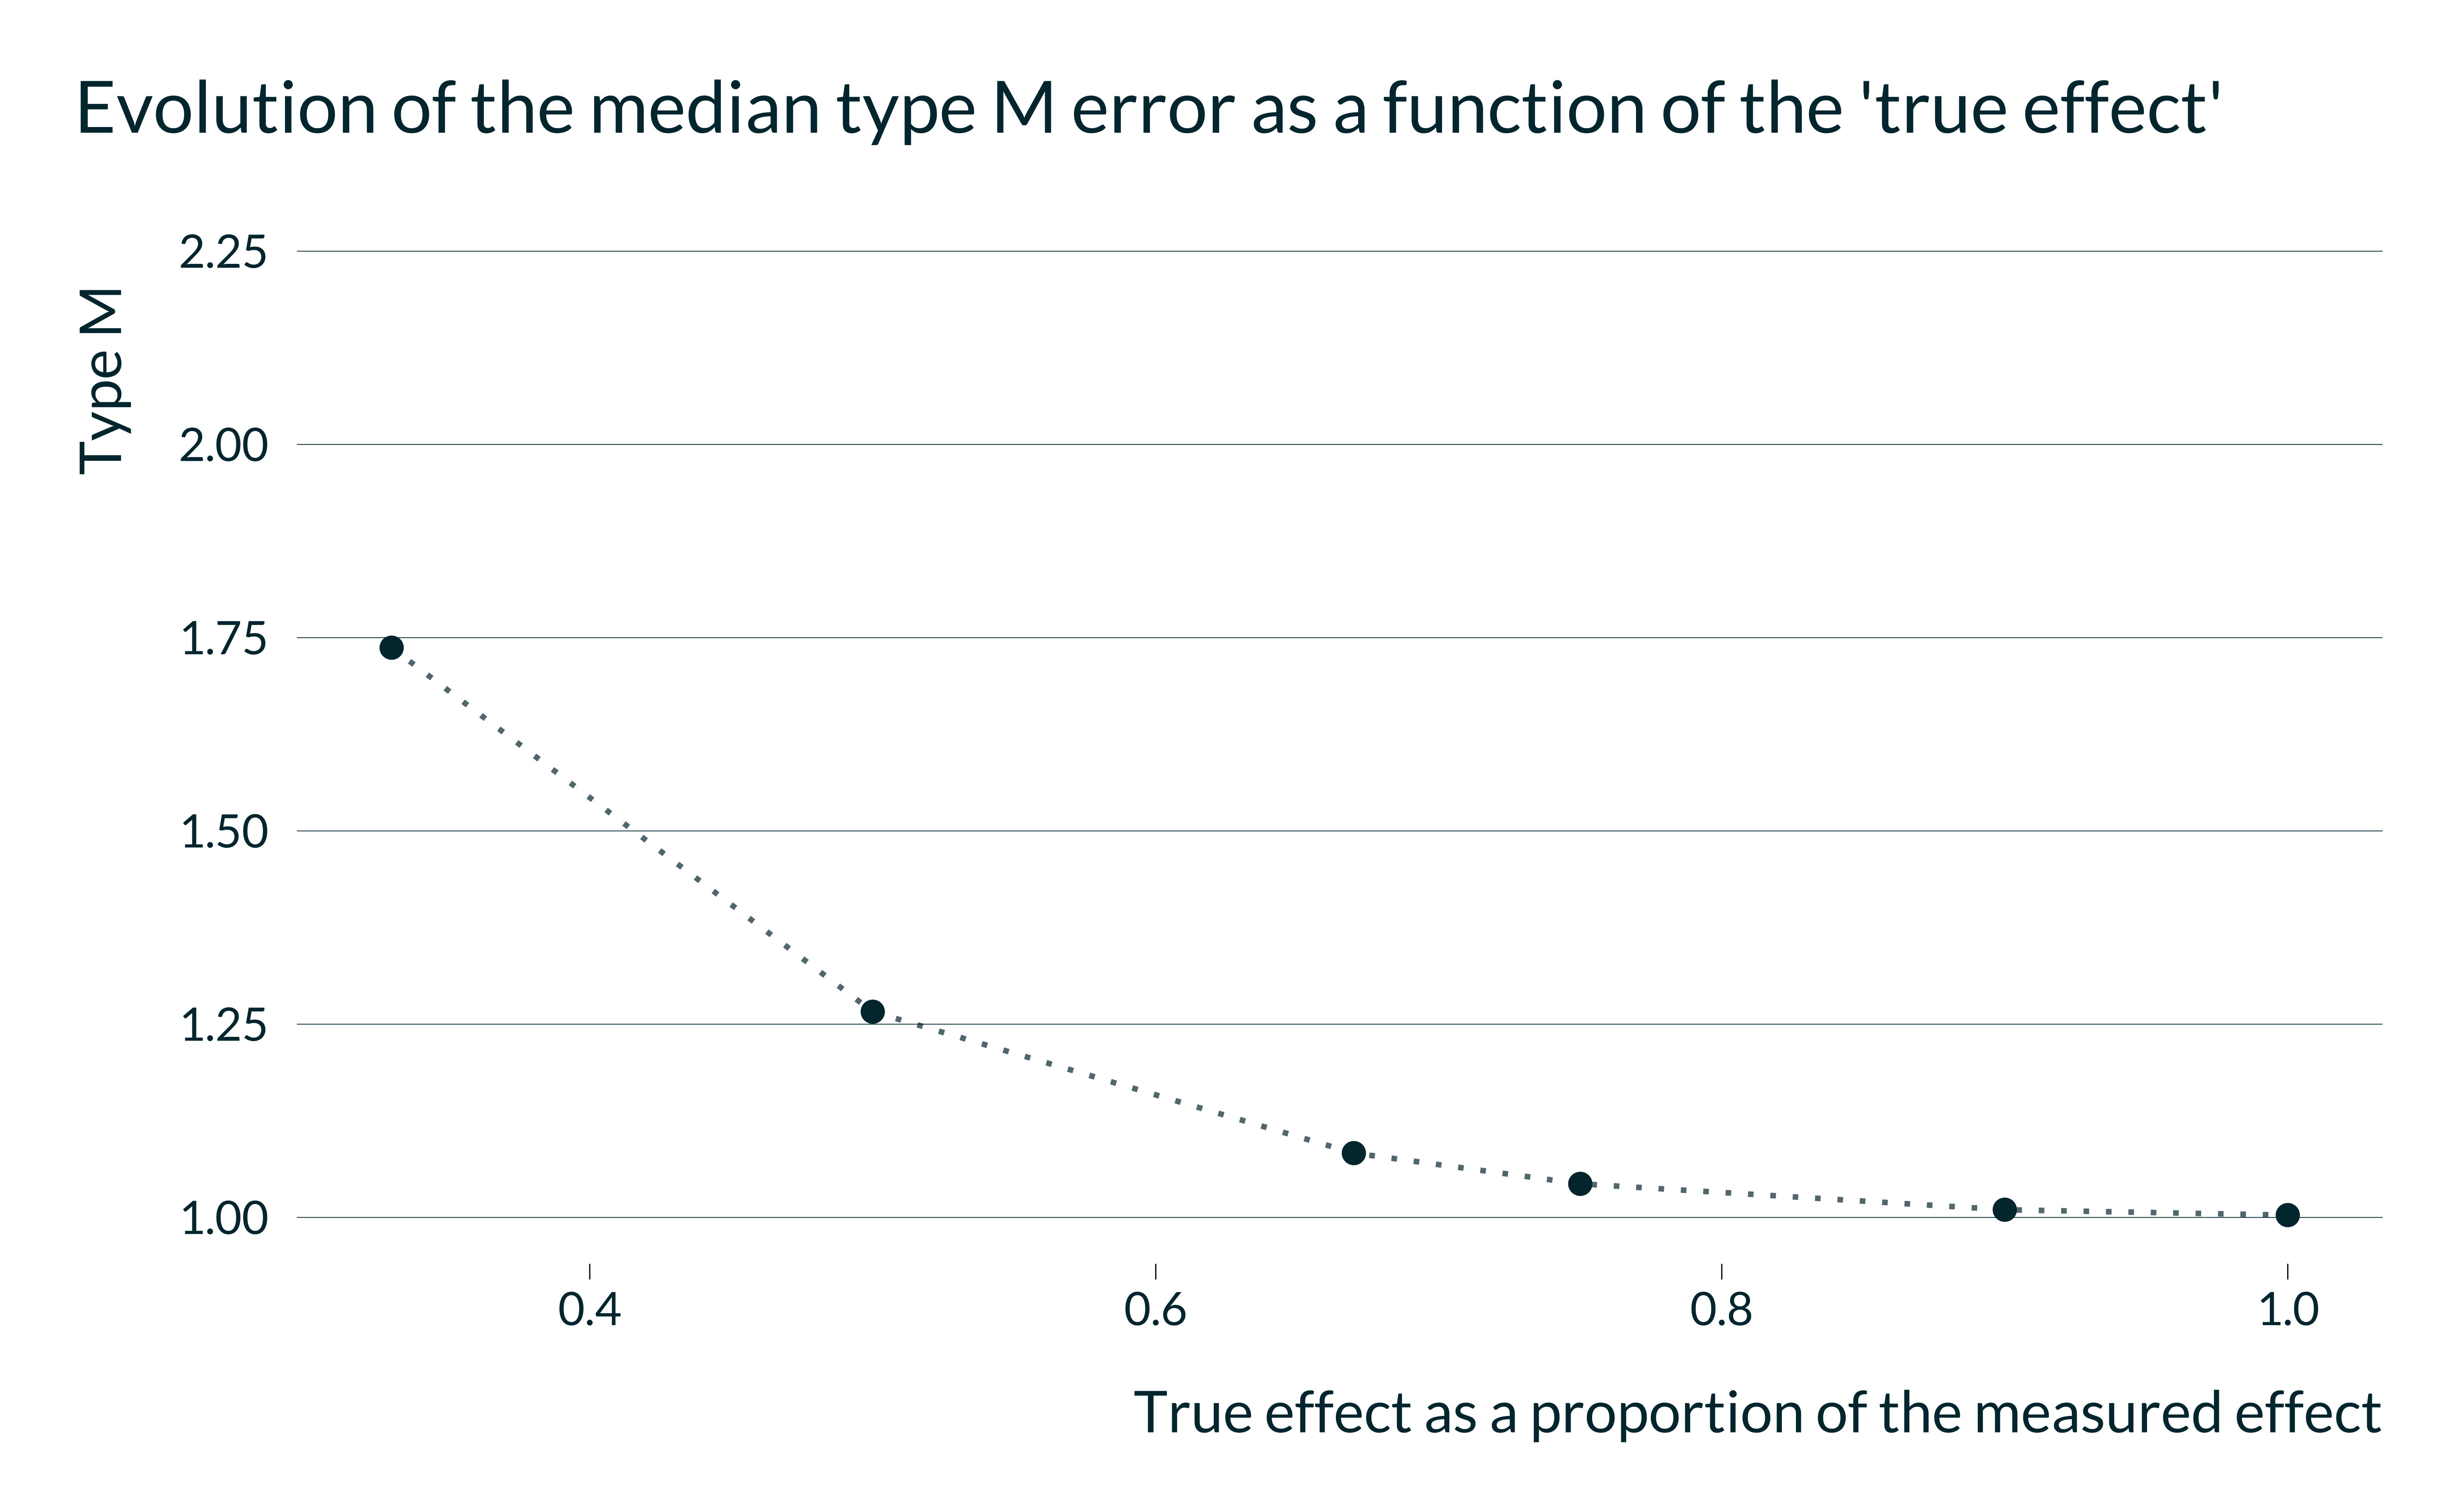 Evolution of the median type M error as a function of the 'true effect'
Type M
2.25
2.00
1.75
1.50
1.25
1.00
0.4 0.6 0.8 1.0
True effect as a proportion of the measured effect